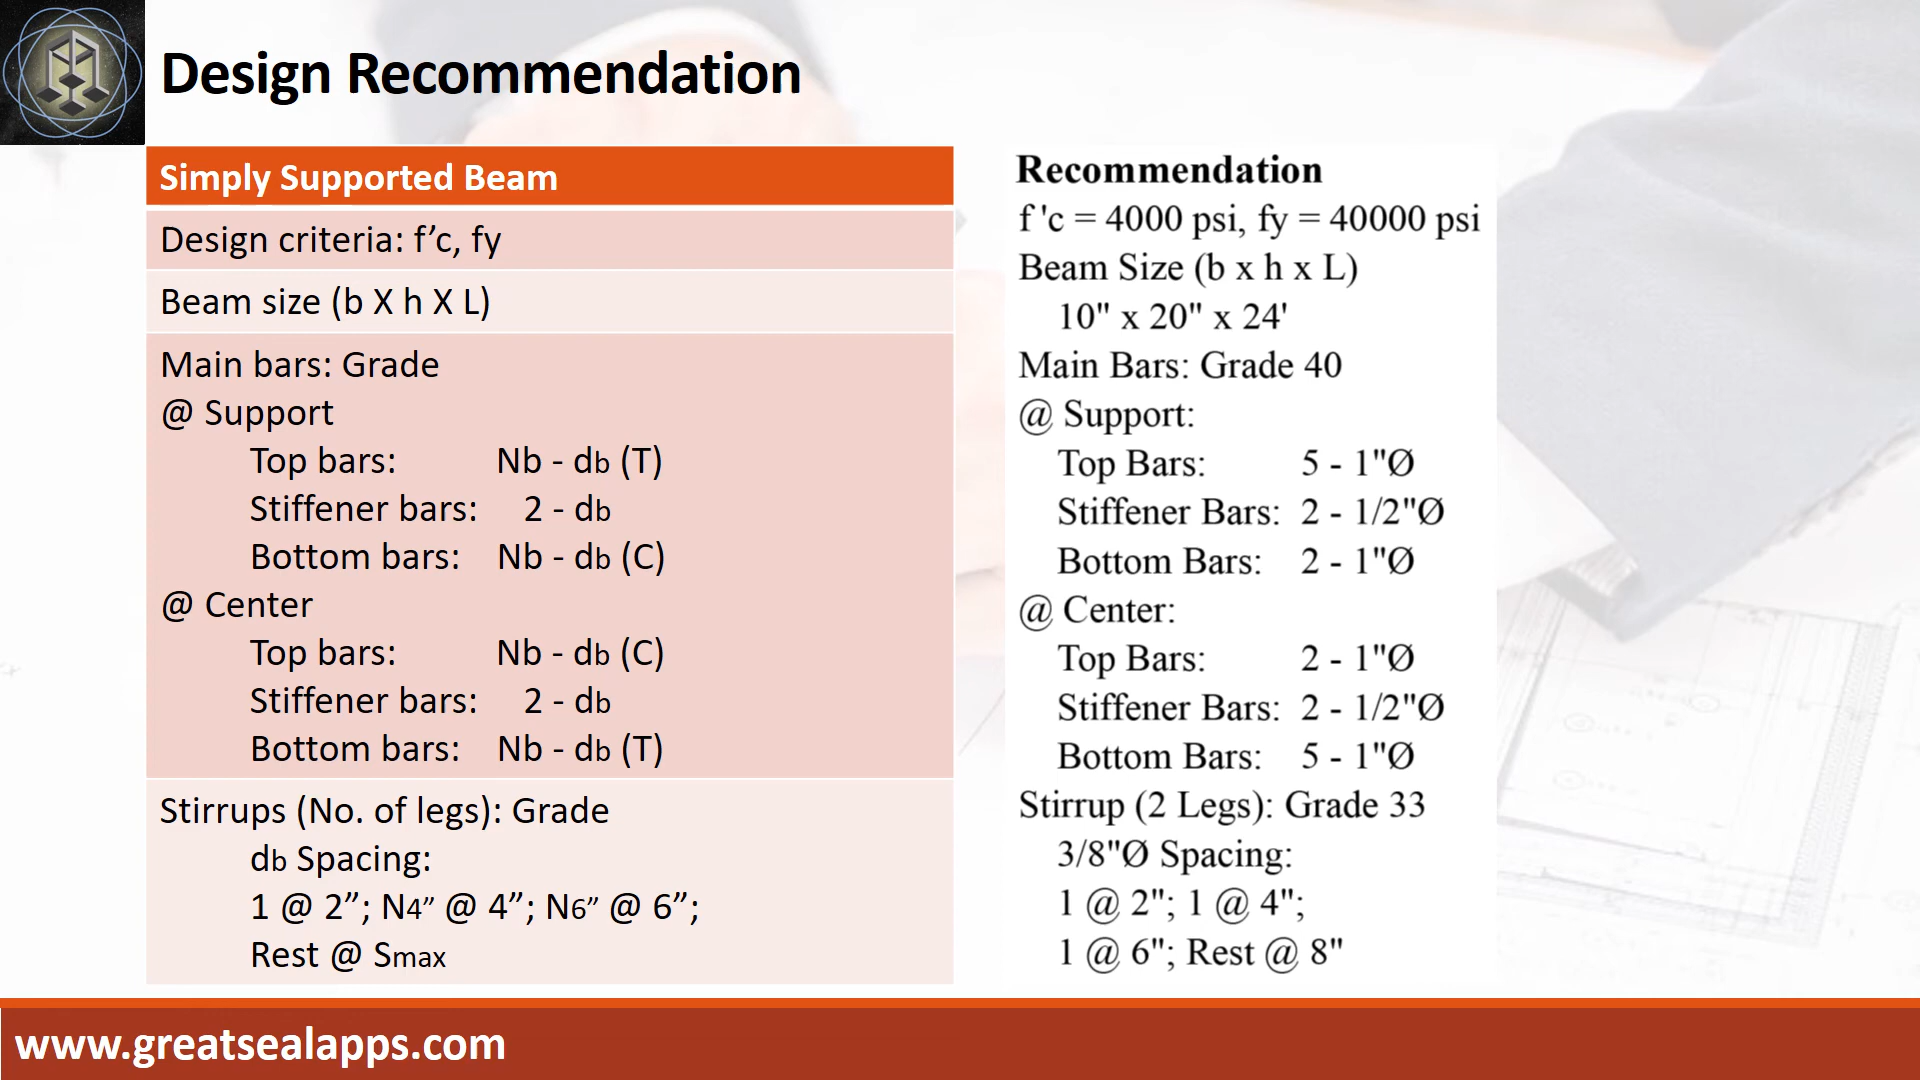 Design Recommendation
Simply Supported Beam
Design criteria: f’c, fy
Beam size (b X h X L)
Main bars: Grade
@ Support
Top bars: Nb - db (T)
Stiffener bars: 2 - db
Bottom bars: Nb - db (C)
@ Center
Top bars: Nb - db (C)
Stiffener bars: 2 - db
Bottom bars: Nb - db (T)
Stirrups (No. of legs): Grade
db Spacing:
1 @ 2”; N4” @ 4”; N6” @ 6”;
Rest @ Smax
Recommendation
f 'c = 4000 psi, fy = 40000 psi
Beam Size (b x h x L)
10" x 20" x 24'
Main Bars: Grade 40
@ Support:
Top Bars: 5 - 1"Ø
Stiffener Bars: 2 - 1/2"Ø
Bottom Bars: 2 - 1"Ø
@ Center:
Top Bars: 2 - 1"Ø
Stiffener Bars: 2 - 1/2"Ø
Bottom Bars: 5 - 1"Ø
Stirrup (2 Legs): Grade 33
3/8"Ø Spacing:
1 @ 2"; 1 @ 4";
1 @ 6"; Rest @ 8"
www.greatsealapps.com